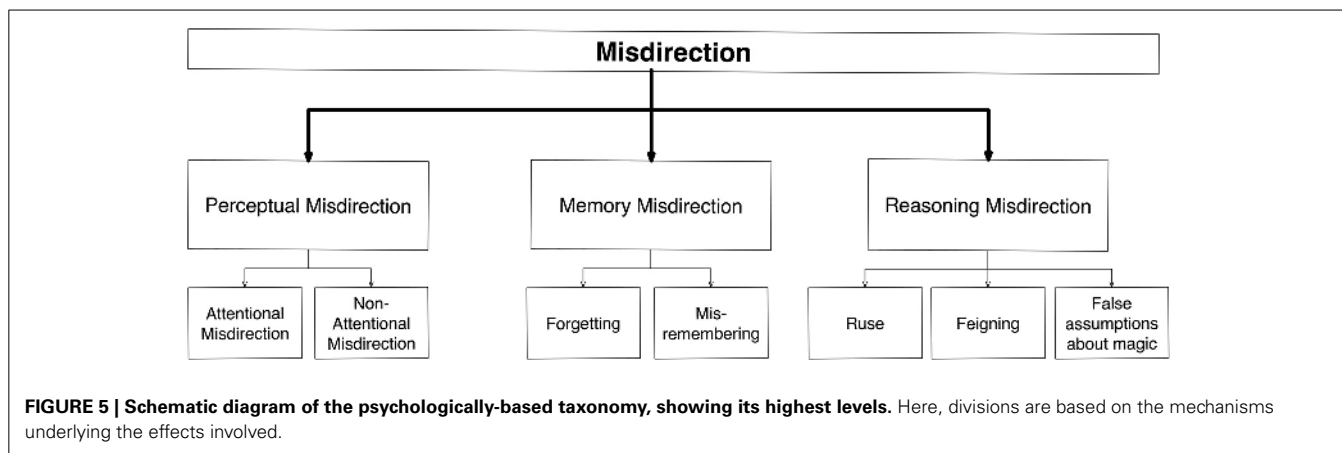 Misdirection
Perceptual Misdirection
Memory Misdirection
Reasoning Misdirection
Attentional
Misdirection
Non-
Attentional
Misdirection
Forgetting
Mis-
remembering
Ruse
Feigning
False
assumptions
about magic
FIGURE 5 | Schematic diagram of the psychologically-based taxonomy, showing its highest levels. Here, divisions are based on the mechanisms
underlying the effects involved.